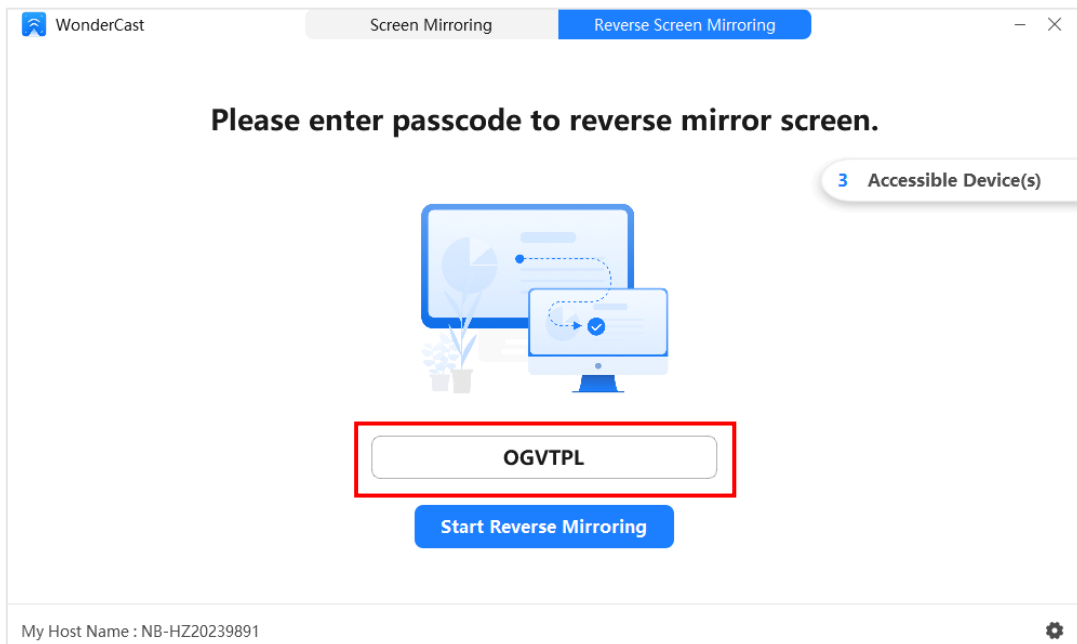 WonderCast
Screen Mirroring
Reverse Screen Mirroring
Please enter passcode to reverse mirror screen.
3 Accessible Device(s)
OGVTPL
Start Reverse Mirroring
My Host Name : NB-HZ20239891